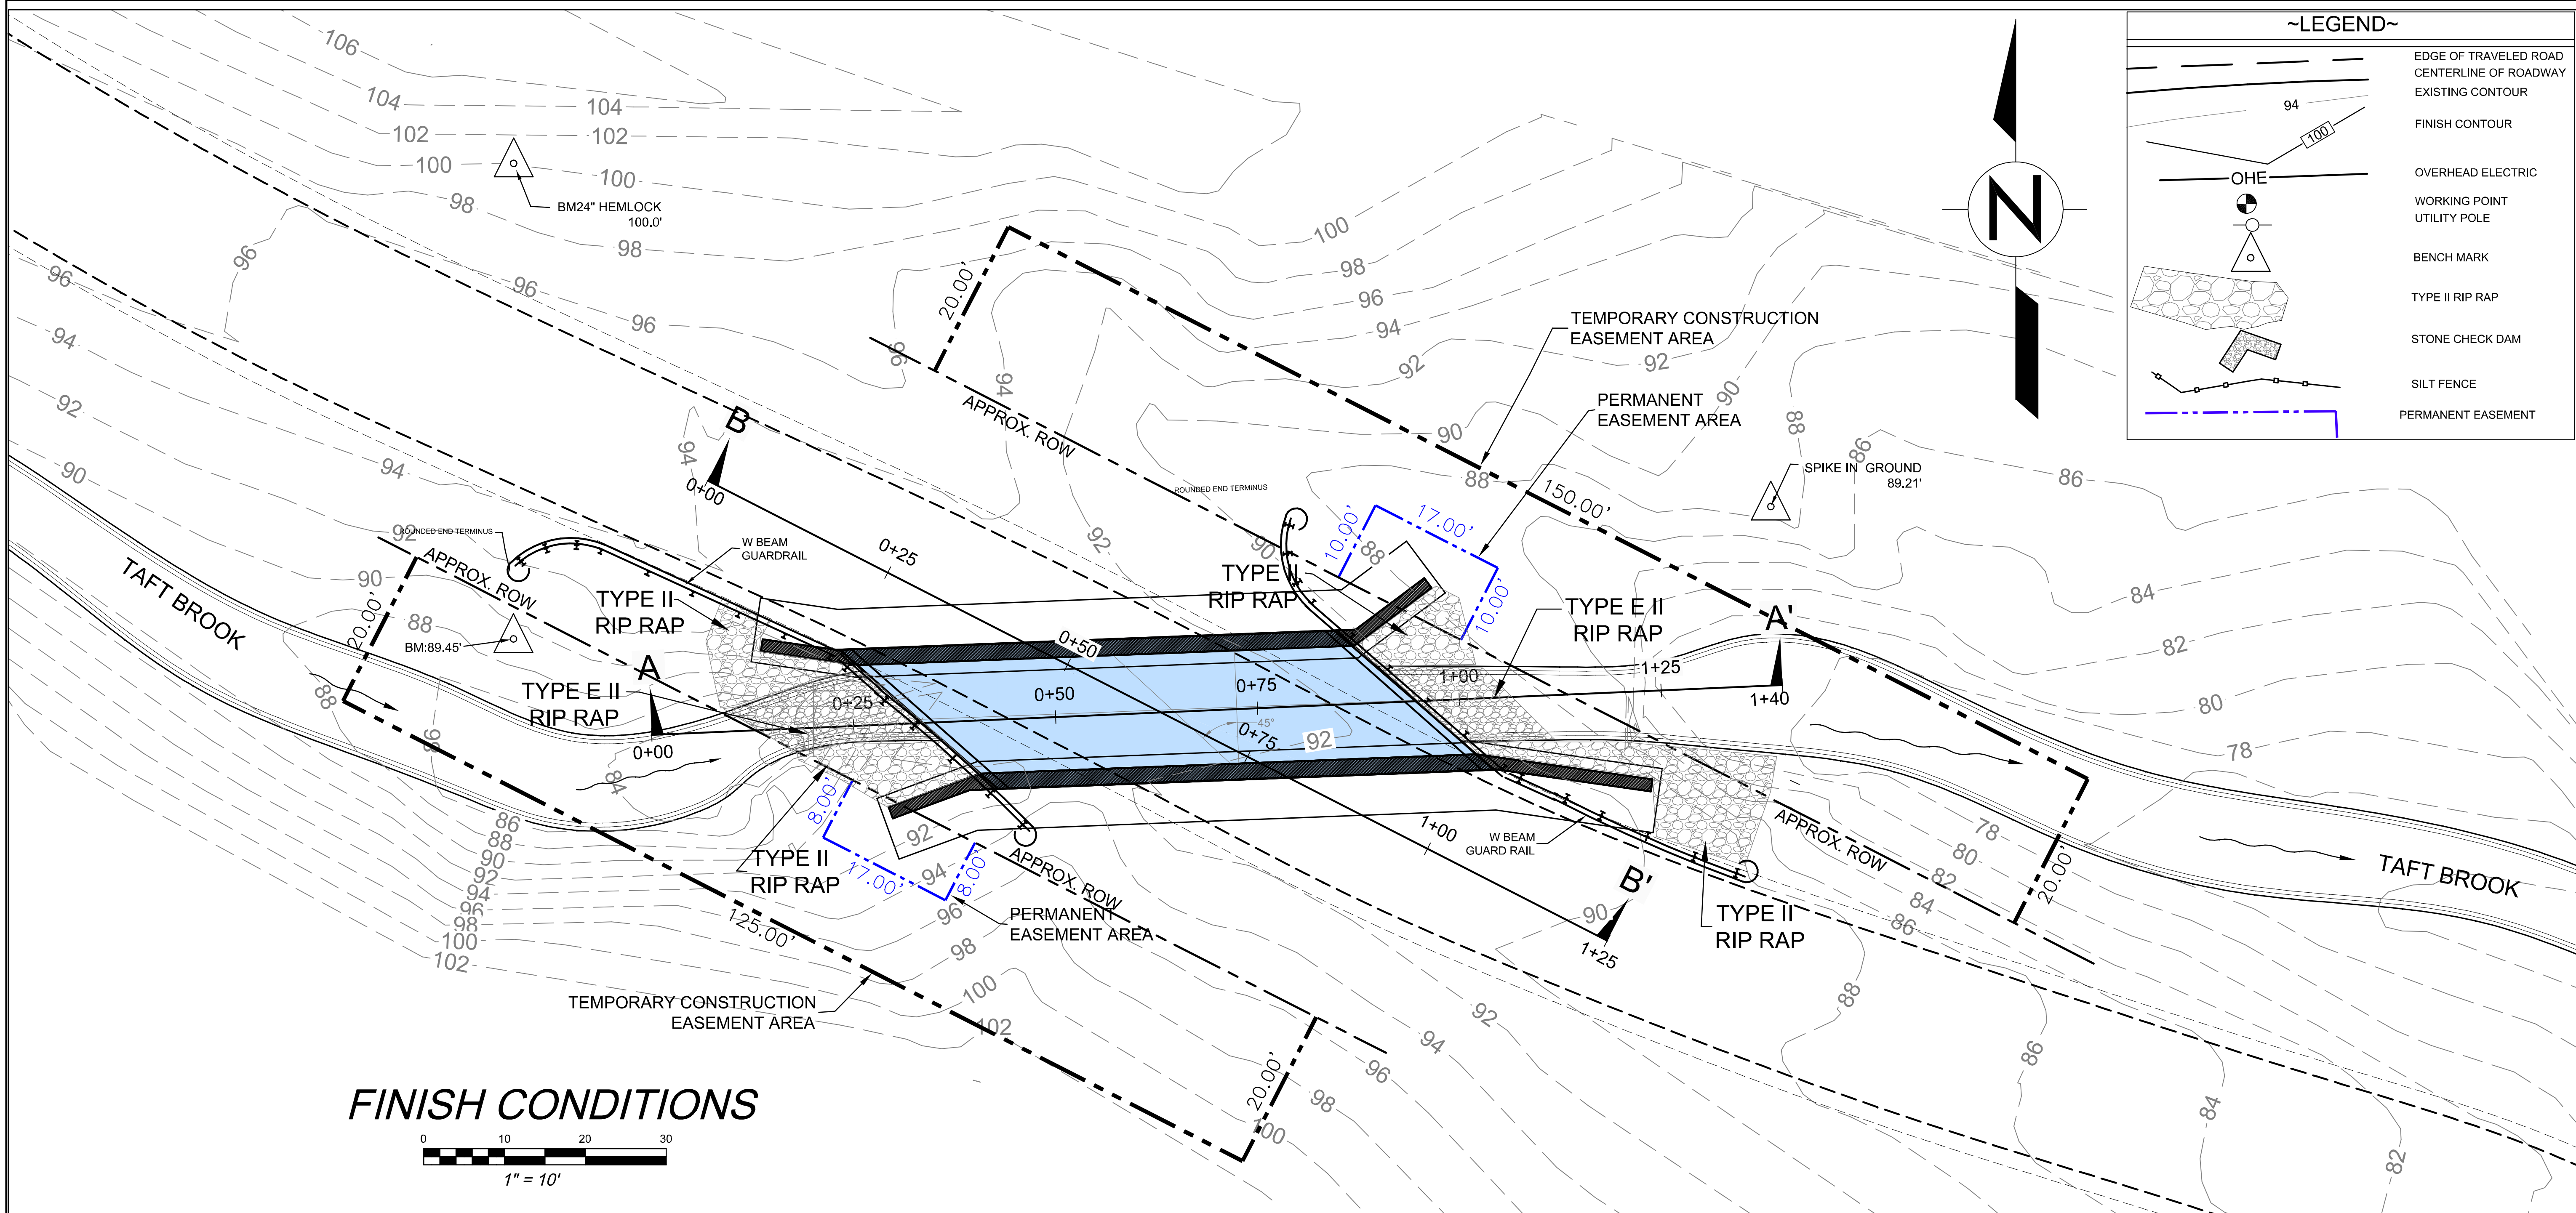 ~LEGEND~
EDGE OF TRAVELED ROAD
CENTERLINE OF ROADWAY
EXISTING CONTOUR
94
FINISH CONTOUR
100
OHE
OVERHEAD ELECTRIC
WORKING POINT
UTILITY POLE
BENCH MARK
TYPE II RIP RAP
STONE CHECK DAM
SILT FENCE
PERMANENT EASEMENT
N
106
104
104
102
102
100
100
BM24" HEMLOCK
100.0'
98
98
96
96
96
96
96
94
92
90
94
92
90
88
94
20.00'
APPROX. ROW
94
100
98
96
94
92
92
90
90
88
88
86
86
TEMPORARY CONSTRUCTION
EASEMENT AREA
PERMANENT
EASEMENT AREA
SPIKE IN GROUND
89.21'
150.00'
B
0+00
0+25
0+50
0+75
1+00
B'
1+25
ROUNDED END TERMINUS
W BEAM
GUARDRAIL
ROUNDED END TERMINUS
92
90
88
10.00'
17.00'
10.00'
TYPE II
RIP RAP
TYPE E II
RIP RAP
TAFT BROOK
APPROX. ROW
20.00'
BM:89.45'
TYPE II
RIP RAP
A
0+00
TYPE E II
RIP RAP
0+25
0+50
0+75
1+00
1+25
A'
1+40
45°
92
88
84
86
88
90
92
94
96
98
100
102
8.00'
17.00'
8.00'
TYPE II
RIP RAP
92
94
96
98
100
102
APPROX. ROW
PERMANENT
EASEMENT AREA
125.00'
TEMPORARY CONSTRUCTION
EASEMENT AREA
20.00'
W BEAM
GUARD RAIL
90
TYPE II
RIP RAP
APPROX. ROW
84
82
80
78
78
80
82
84
86
20.00'
TAFT BROOK
92
94
96
98
100
88
86
84
82
FINISH CONDITIONS
0 10 20 30
1" = 10'